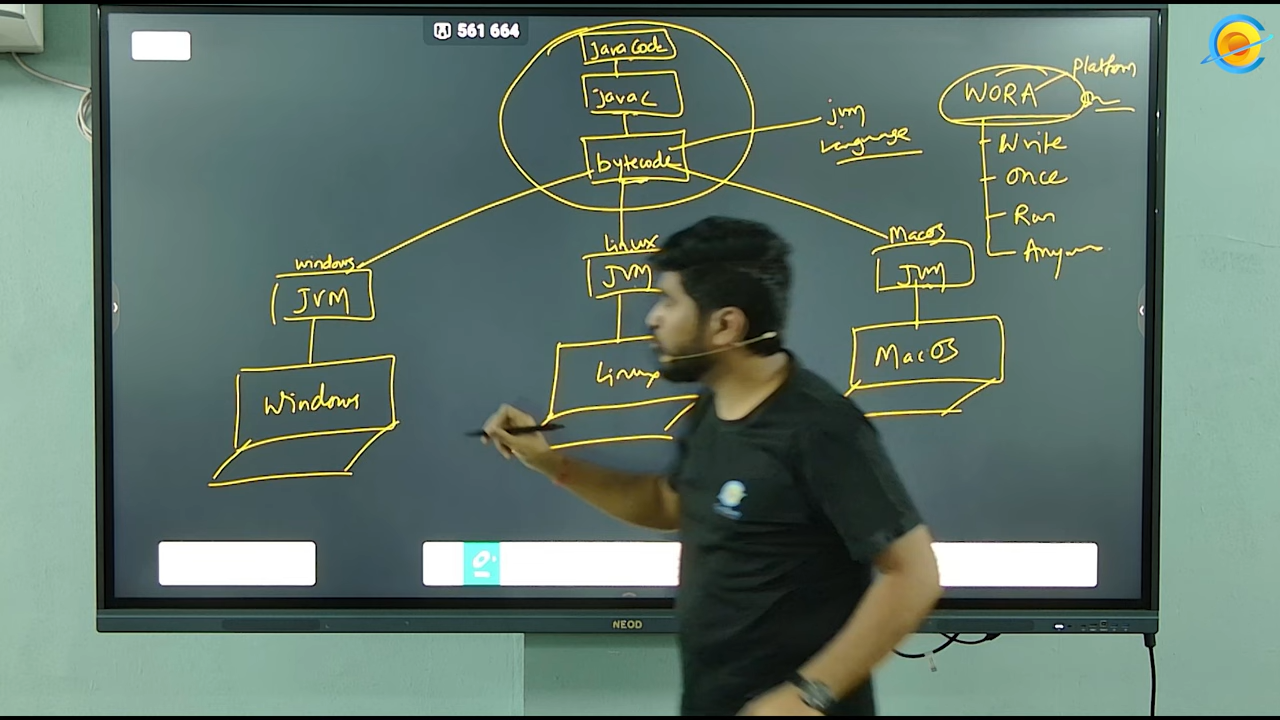 561 664
Java Code
javac
bytecode
jvm
Language
WORA
Platform
Write
Once
Run
windows
JVM
Windows
Linux
JVM
Linux
MacOS
JVM
MacOS
NEOD